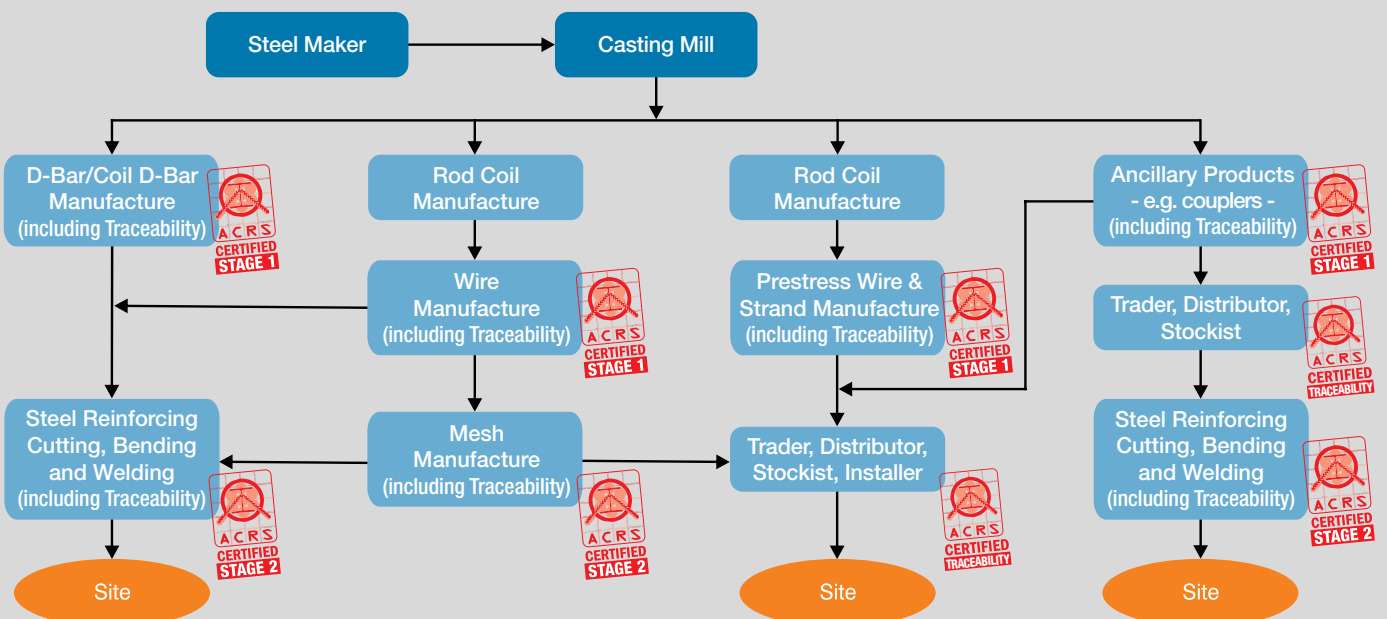 Steel Maker
Casting Mill
D-Bar/Coil D-Bar
Manufacture
(including Traceability)
ACRS
CERTIFIED
STAGE 1
Rod Coil
Manufacture
Rod Coil
Manufacture
Ancillary Products
- e.g. couplers -
(including Traceability)
ACRS
CERTIFIED
STAGE 1
Wire
Manufacture
(including Traceability)
ACRS
CERTIFIED
STAGE 1
Prestress Wire &
Strand Manufacture
(including Traceability)
ACRS
CERTIFIED
STAGE 1
Trader, Distributor,
Stockist
ACRS
CERTIFIED
TRACEABILITY
Steel Reinforcing
Cutting, Bending
and Welding
(including Traceability)
ACRS
CERTIFIED
STAGE 2
Mesh
Manufacture
(including Traceability)
ACRS
CERTIFIED
STAGE 2
Trader, Distributor,
Stockist, Installer
ACRS
CERTIFIED
TRACEABILITY
Steel Reinforcing
Cutting, Bending
and Welding
(including Traceability)
ACRS
CERTIFIED
STAGE 2
Site
Site
Site